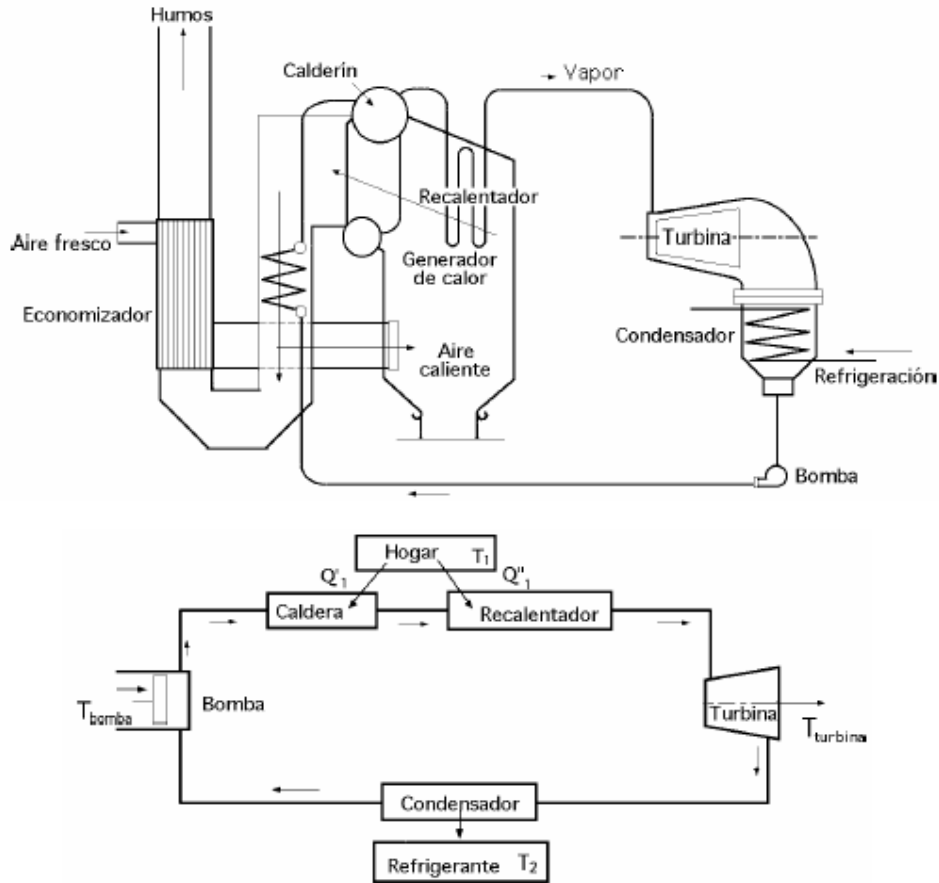 Humos
Calderín
Vapor
Recalentador
Aire fresco
Turbina
Generador
de calor
Economizador
Condensador
Aire
caliente
Refrigeración
Bomba
Hogar T1
Q'1
Q"1
Caldera
Recalentador
Tbomba
Bomba
Turbina
Tturbina
Condensador
Refrigerante T2